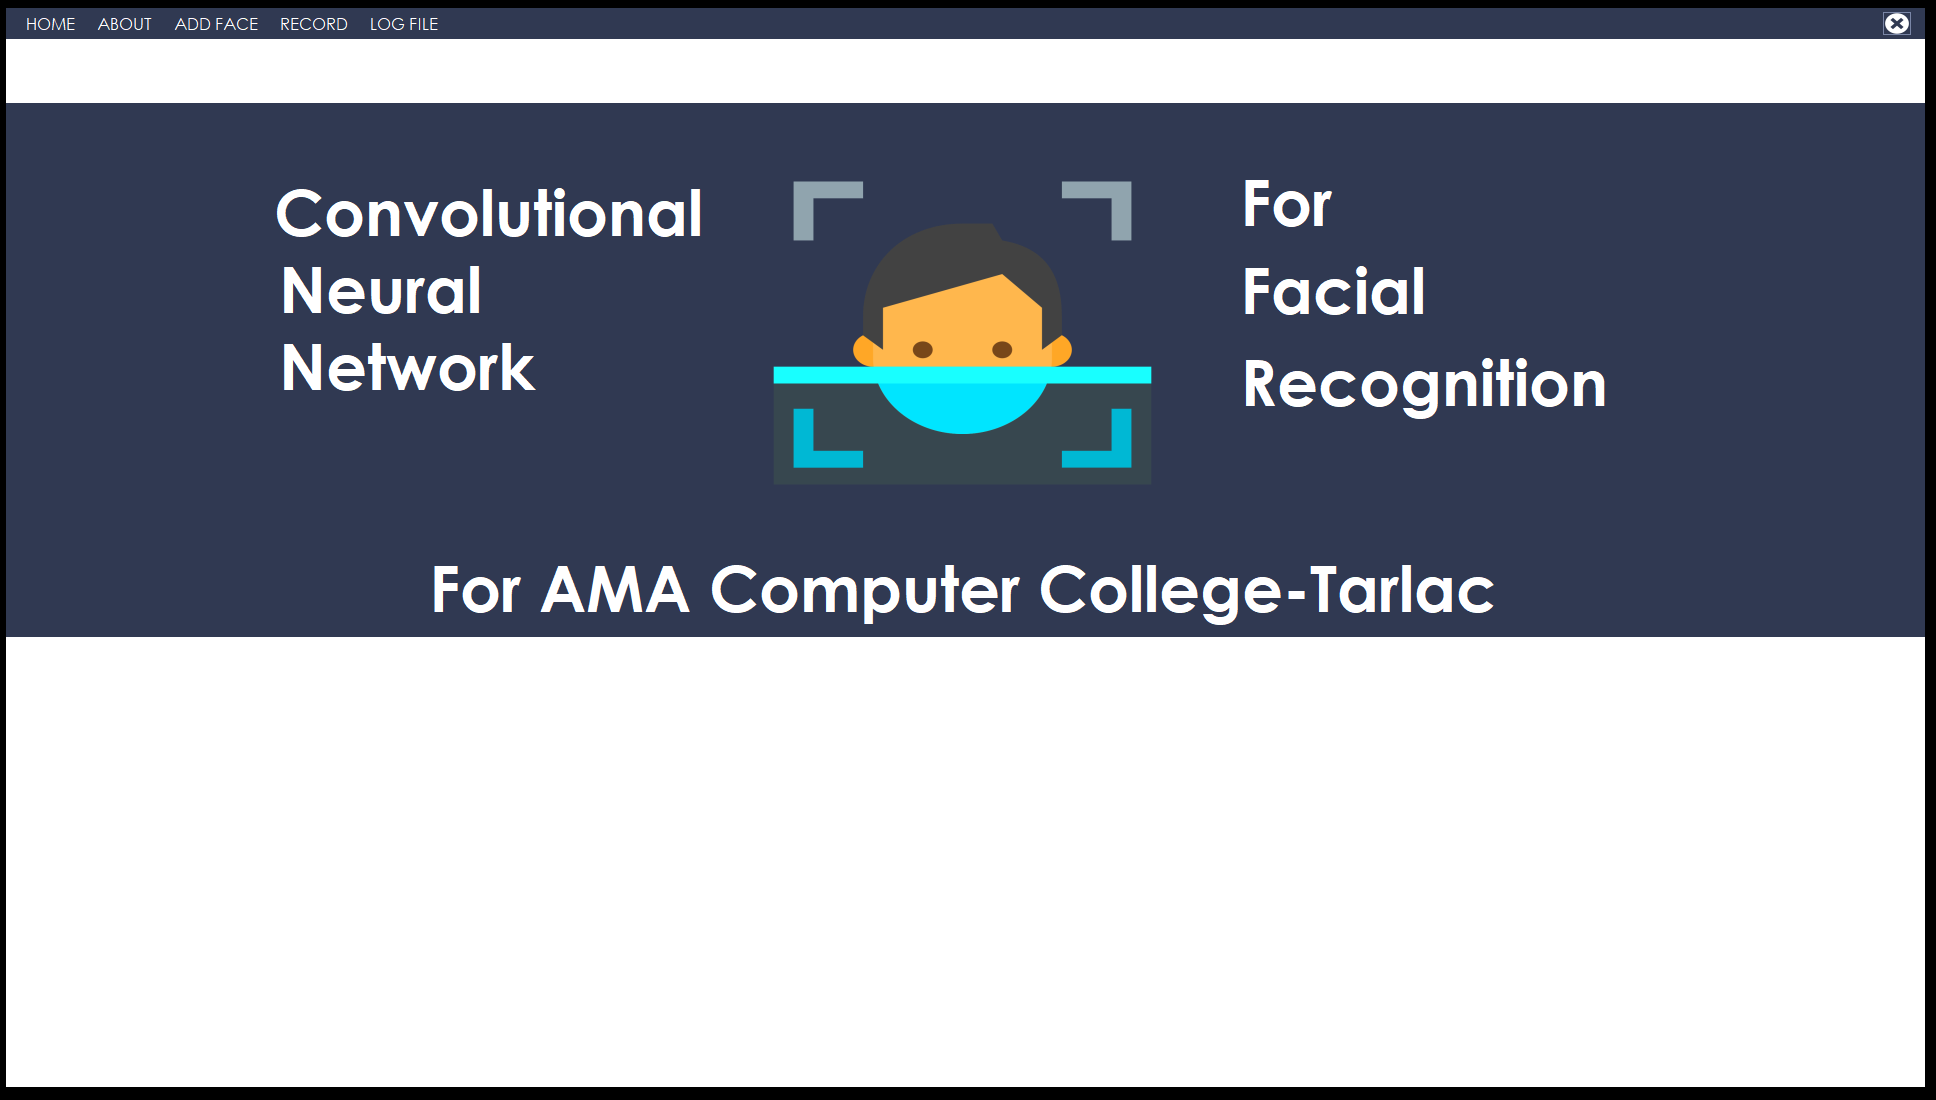 HOME ABOUT ADD FACE RECORD LOG FILE
Convolutional
Neural
Network
For
Facial
Recognition
For AMA Computer College-Tarlac